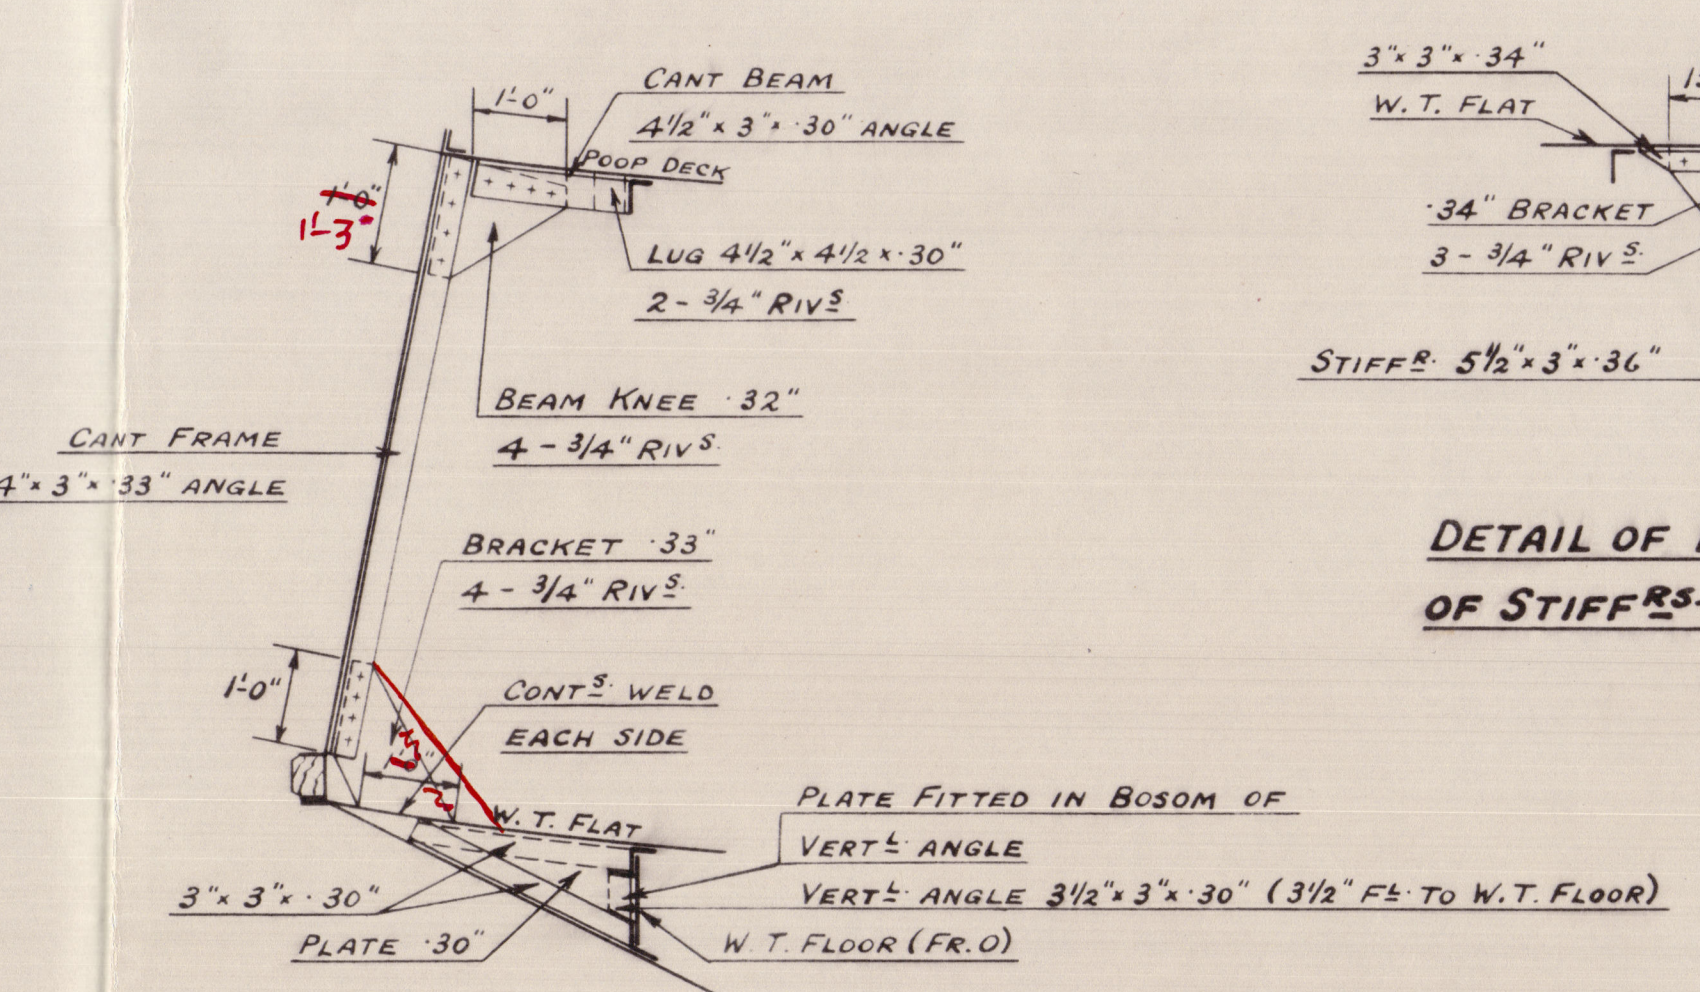 CANT BEAM
4½" x 3" x ·30" ANGLE
1'-0"
POOP DECK
1'-0"
1'-3"
LUG 4½" x 4½ x ·30"
2 - ¾" RIVS.
BEAM KNEE ·32"
4 - ¾" RIVS.
CANT FRAME
4" x 3" x ·33" ANGLE
BRACKET ·33"
4 - ¾" RIVS.
1'-0"
CONTS. WELD
EACH SIDE
W. T. FLAT
PLATE FITTED IN BOSOM OF
VERTL. ANGLE
VERTL. ANGLE 3½" x 3" x ·30" (3½" FL. TO W. T. FLOOR)
3" x 3" x ·30"
PLATE ·30"
W. T. FLOOR (FR. 0)
3" x 3" x ·34"
W. T. FLAT
·34" BRACKET
3 - ¾" RIVS.
STIFFR. 5½" x 3" x ·36"
DETAIL OF
OF STIFFRS.